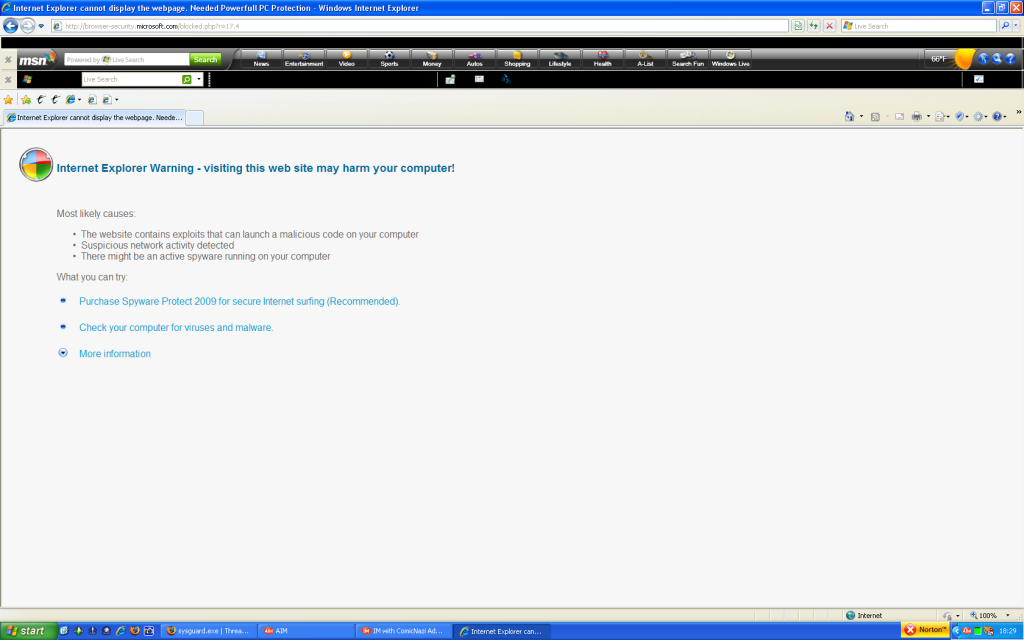 Internet Explorer cannot display the webpage. Needed Powerfull PC Protection - Windows Internet Explorer
http://browser-security.microsoft.com/blocked.php?r=17.4
Live Search
msn
Powered by Live Search
Search
News
Entertainment
Video
Sports
Money
Autos
Shopping
Lifestyle
Health
A-List
Search Fun
Windows Live
66°F
Live Search
Internet Explorer cannot display the webpage. Neede...
Internet Explorer Warning - visiting this web site may harm your computer!
Most likely causes:
• The website contains exploits that can launch a malicious code on your computer
• Suspicious network activity detected
• There might be an active spyware running on your computer
What you can try:
Purchase Spyware Protect 2009 for secure Internet surfing (Recommended).
Check your computer for viruses and malware.
More information
Internet
100%
start
sysguard.exe | Threa...
AIM
IM with ComicNazi Ad...
Internet Explorer can...
Norton™
18:29